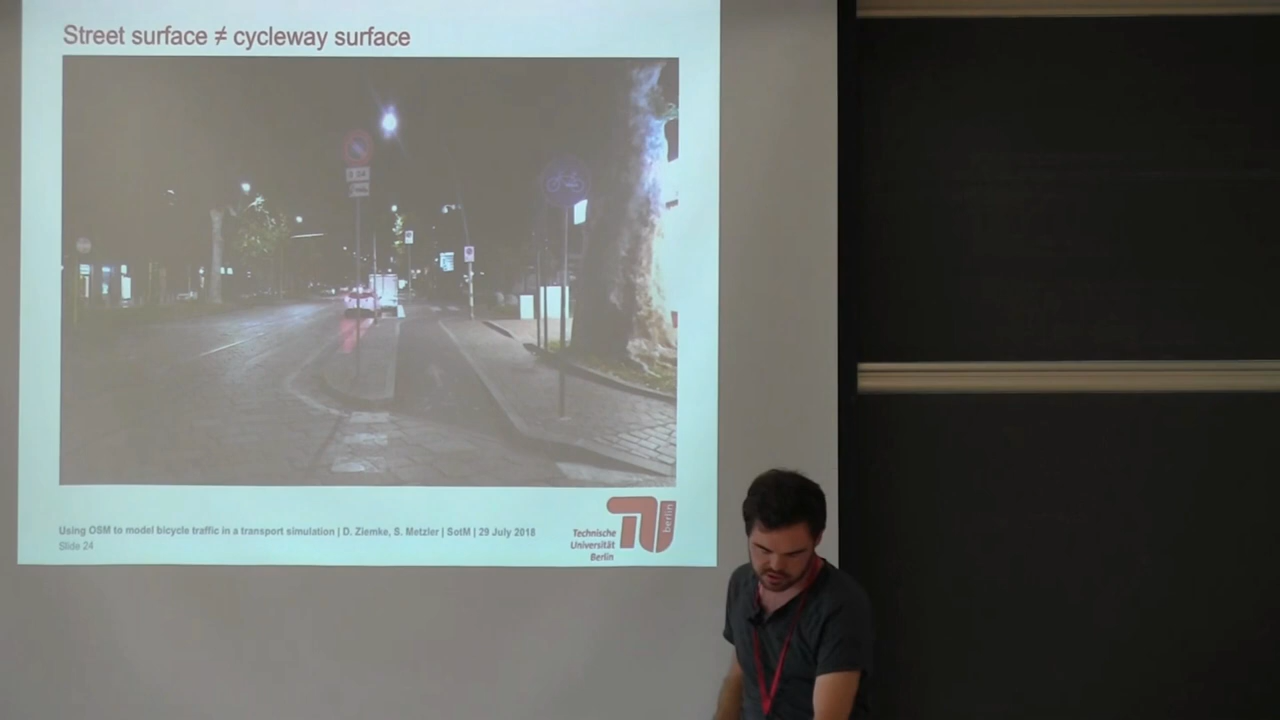 Street surface ≠ cycleway surface
Using OSM to model bicycle traffic in a transport simulation | D. Ziemke, S. Metzler | SotM | 29 July 2018
Slide 24
Technische
Universität
Berlin
berlin